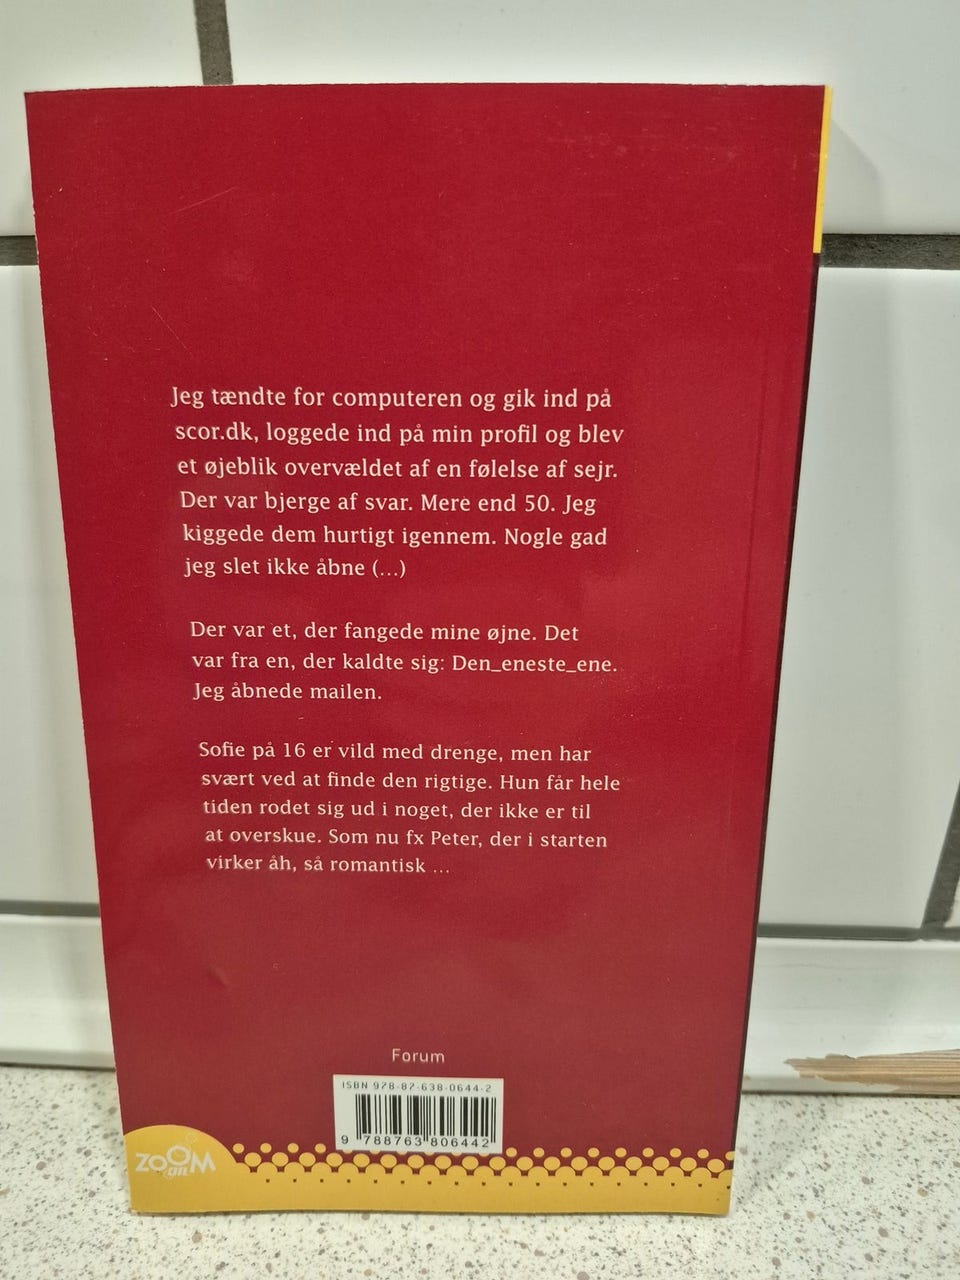 Jeg tændte for computeren og gik ind på
scor.dk, loggede ind på min profil og blev
et øjeblik overvældet af en følelse af sejr.
Der var bjerge af svar. Mere end 50. Jeg
kiggede dem hurtigt igennem. Nogle gad
jeg slet ikke åbne (...)
Der var et, der fangede mine øjne. Det
var fra en, der kaldte sig: Den_eneste_ene.
Jeg åbnede mailen.
Sofie på 16 er vild med drenge, men har
svært ved at finde den rigtige. Hun får hele
tiden rodet sig ud i noget, der ikke er til
at overskue. Som nu fx Peter, der i starten
virker åh, så romantisk ...
Forum
ISBN 978-87-638-0644-2
9 788763 806442
ZOOM
on